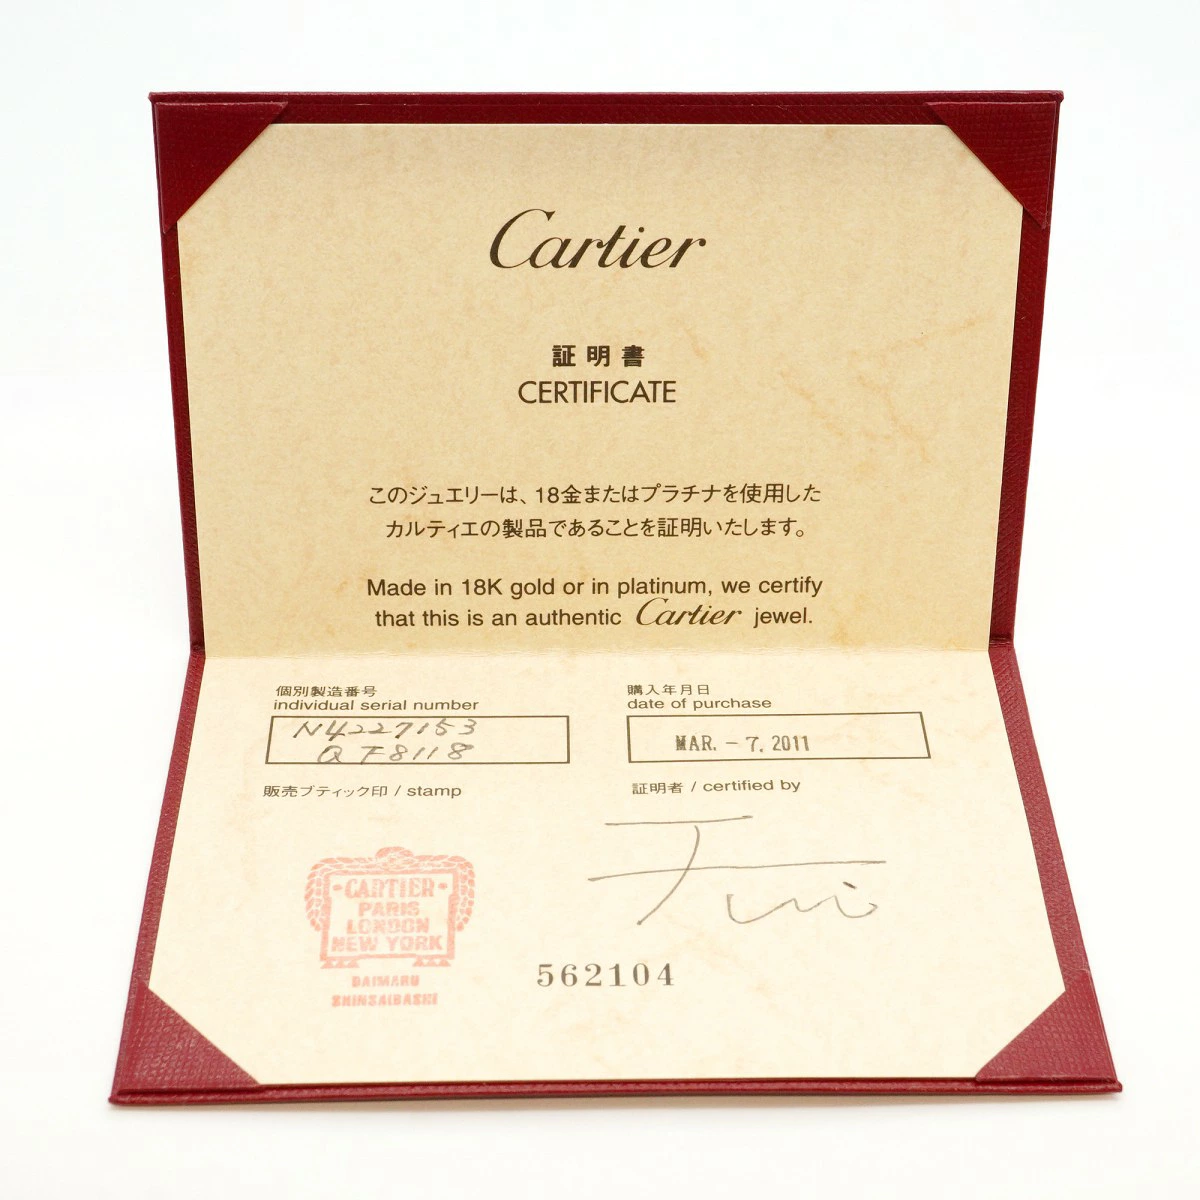 Cartier
証明書
CERTIFICATE
このジュエリーは、18金またはプラチナを使用した
カルティエの製品であることを証明いたします。
Made in 18K gold or in platinum, we certify
that this is an authentic Cartier jewel.
個別製造番号
individual serial number
N4227153
QF8118
購入年月日
date of purchase
MAR. - 7. 2011
販売ブティック印 / stamp
証明者 / certified by
CARTIER
PARIS
LONDON
NEW YORK
DAIMARU
SHINSAIBASHI
562104